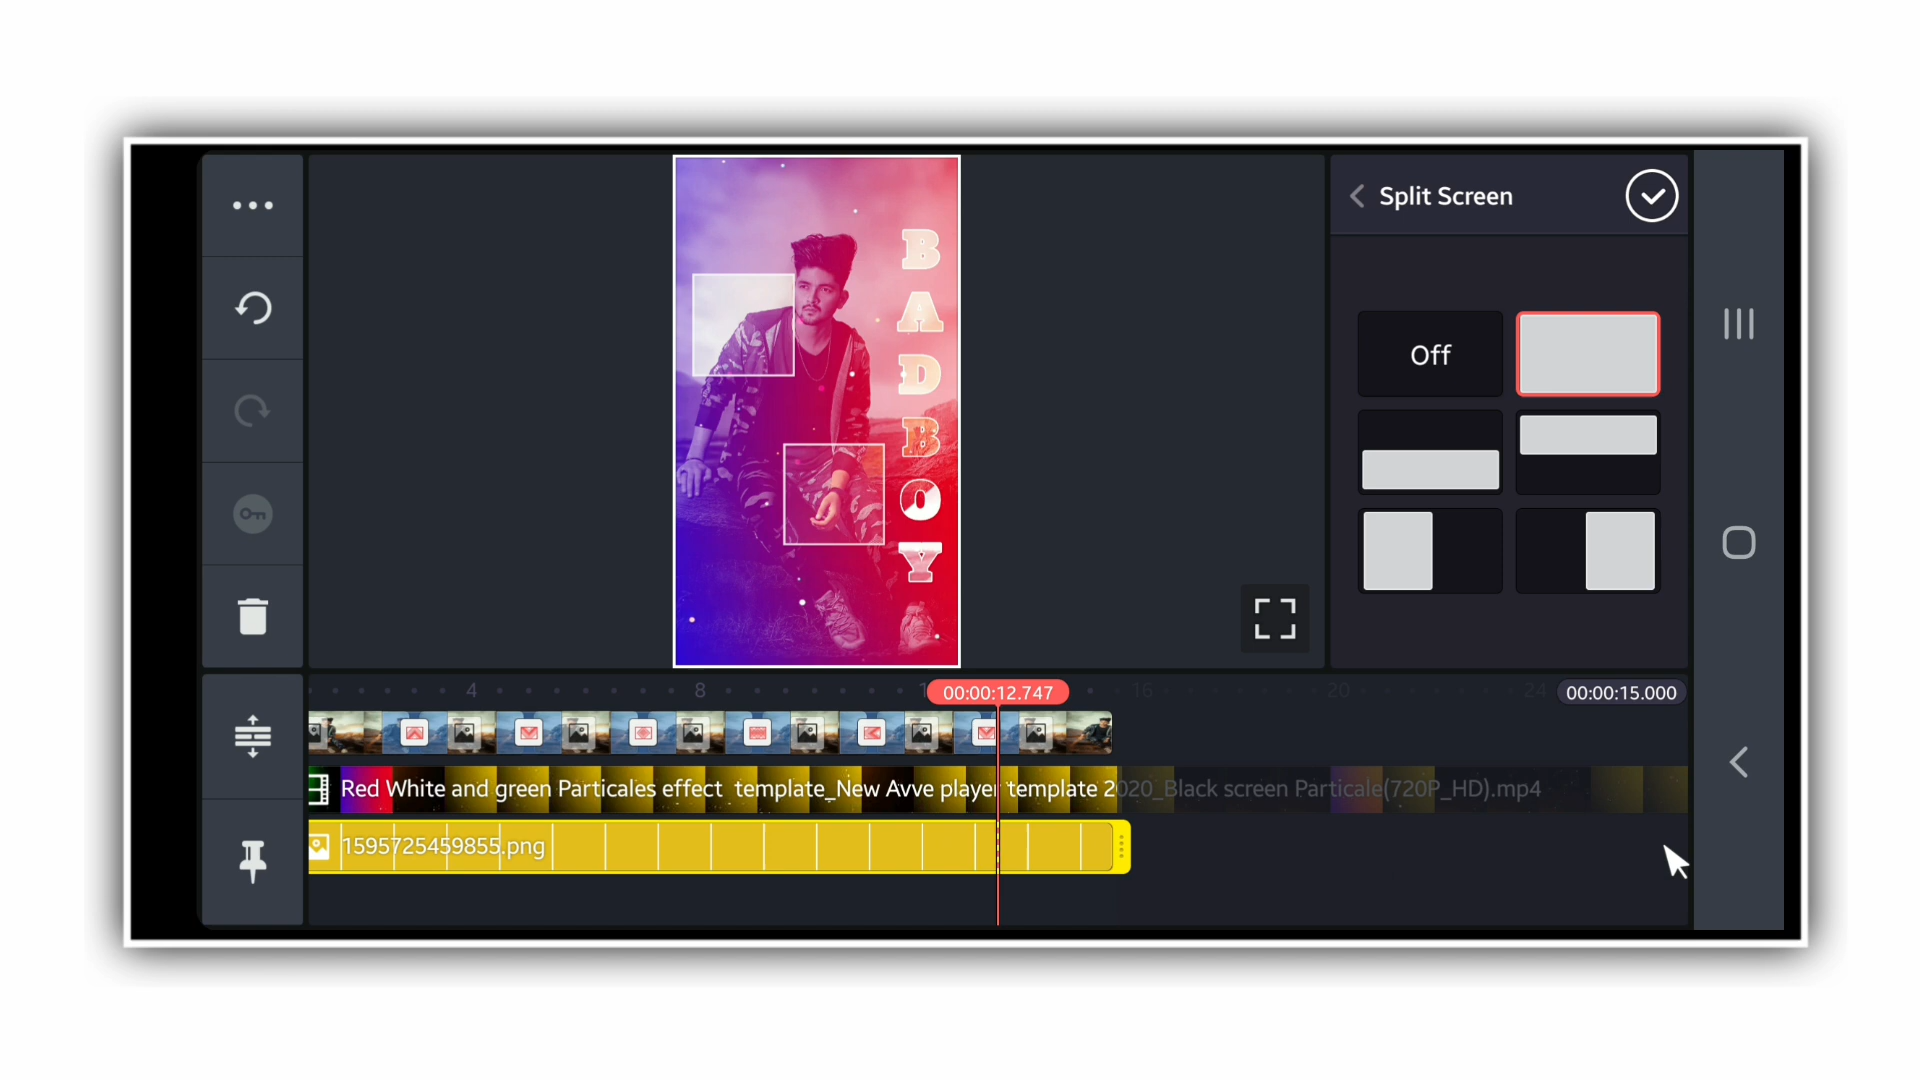 Split Screen
Off
B
A
D
B
O
Y
4
8
00:00:12.747
16
20
24
00:00:15.000
Red White and green Particales effect template_New Avve player template 2020_Black screen Particale(720P_HD).mp4
1595725459855.png